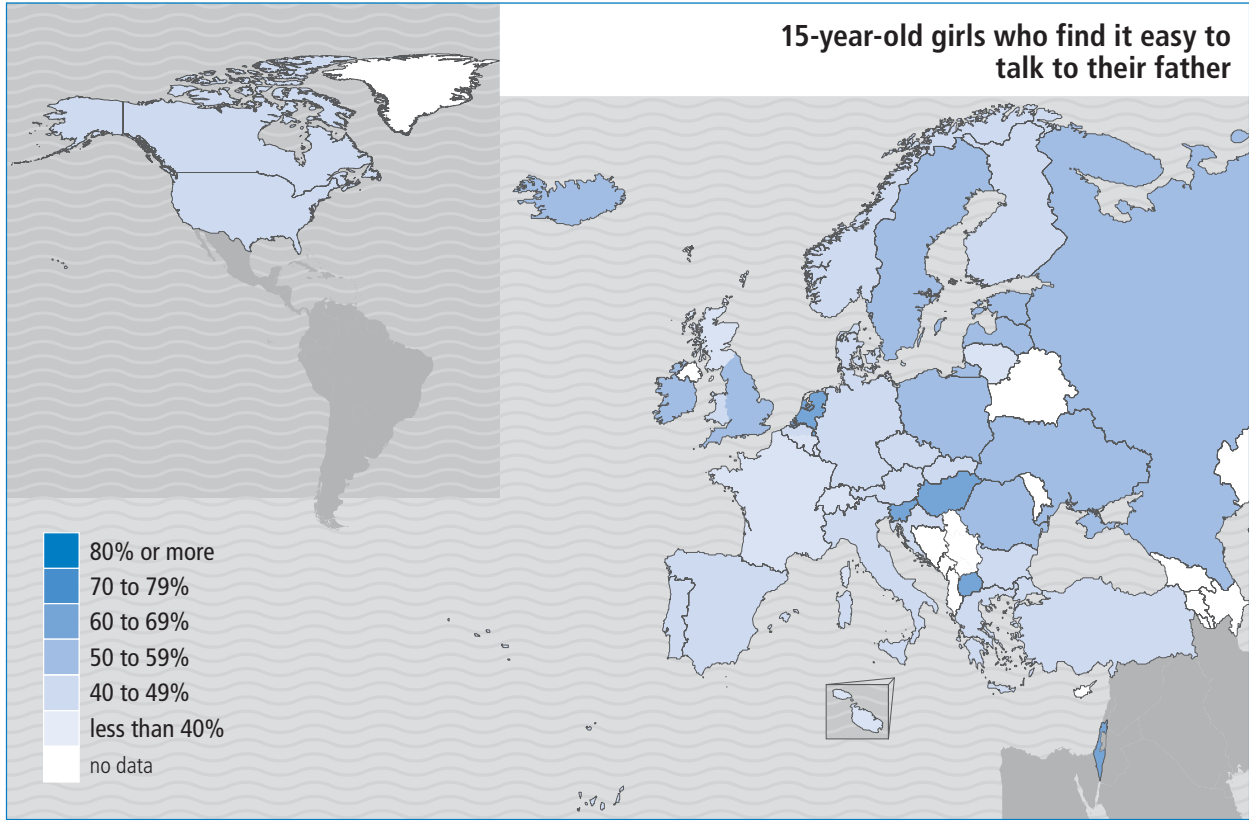 15-year-old girls who find it easy to
talk to their father
80% or more
70 to 79%
60 to 69%
50 to 59%
40 to 49%
less than 40%
no data